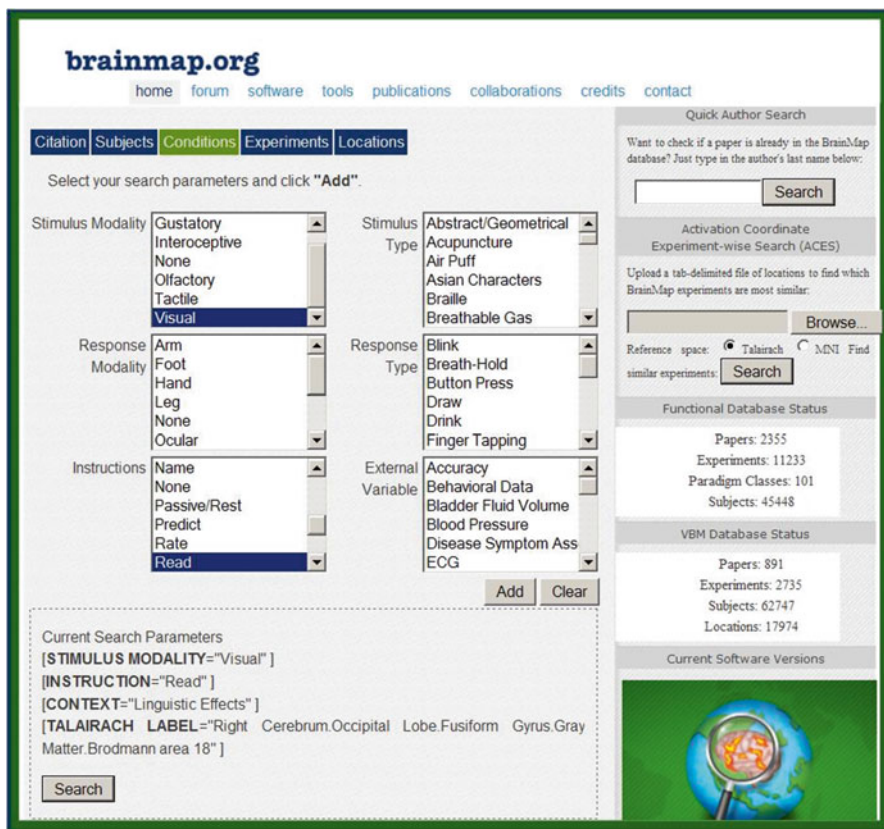 brainmap.org
home forum software tools publications collaborations credits contact
Citation Subjects Conditions Experiments Locations
Select your search parameters and click "Add".
Stimulus Modality
Gustatory
Interoceptive
None
Olfactory
Tactile
Visual
Stimulus
Type
Abstract/Geometrical
Acupuncture
Air Puff
Asian Characters
Braille
Breathable Gas
Response
Modality
Arm
Foot
Hand
Leg
None
Ocular
Response
Type
Blink
Breath-Hold
Button Press
Draw
Drink
Finger Tapping
Instructions
Name
None
Passive/Rest
Predict
Rate
Read
External
Variable
Accuracy
Behavioral Data
Bladder Fluid Volume
Blood Pressure
Disease Symptom Ass
ECG
Add Clear
Current Search Parameters
[STIMULUS MODALITY="Visual" ]
[INSTRUCTION="Read" ]
[CONTEXT="Linguistic Effects" ]
[TALAIRACH LABEL="Right Cerebrum.Occipital Lobe.Fusiform Gyrus.Gray
Matter.Brodmann area 18" ]
Search
Quick Author Search
Want to check if a paper is already in the BrainMap
database? Just type in the author's last name below:
Search
Activation Coordinate
Experiment-wise Search (ACES)
Upload a tab-delimited file of locations to find which
BrainMap experiments are most similar:
Browse...
Reference space: Talairach MNI Find
similar experiments: Search
Functional Database Status
Papers: 2355
Experiments: 11233
Paradigm Classes: 101
Subjects: 45448
VBM Database Status
Papers: 891
Experiments: 2735
Subjects: 62747
Locations: 17974
Current Software Versions